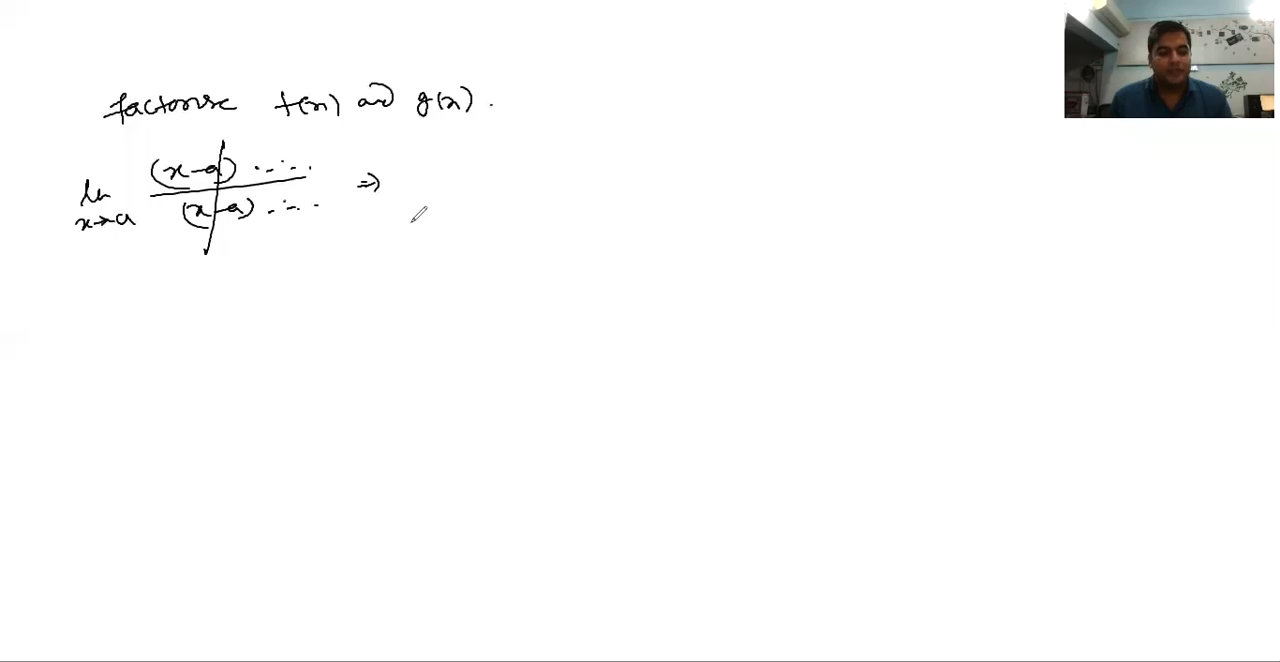 factorise f(x) and g(x).
lim x→a (x-a) ..... / (x-a) ..... ⇒